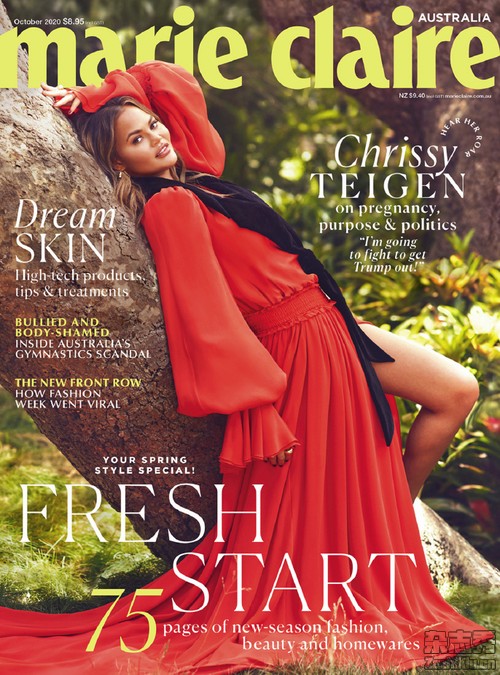 AUSTRALIA
October 2020 $8.95
marie claire
HEAR HER ROAR
Chrissy
TEIGEN
on pregnancy,
purpose & politics
"I'm going
to fight to get
Trump out!"
Dream
SKIN
High-tech products,
tips & treatments
BULLIED AND
BODY-SHAMED
INSIDE AUSTRALIA'S
GYMNASTICS SCANDAL
THE NEW FRONT ROW
HOW FASHION
WEEK WENT VIRAL
YOUR SPRING
STYLE SPECIAL!
FRESH
START
75
pages of new-season fashion,
beauty and homewares